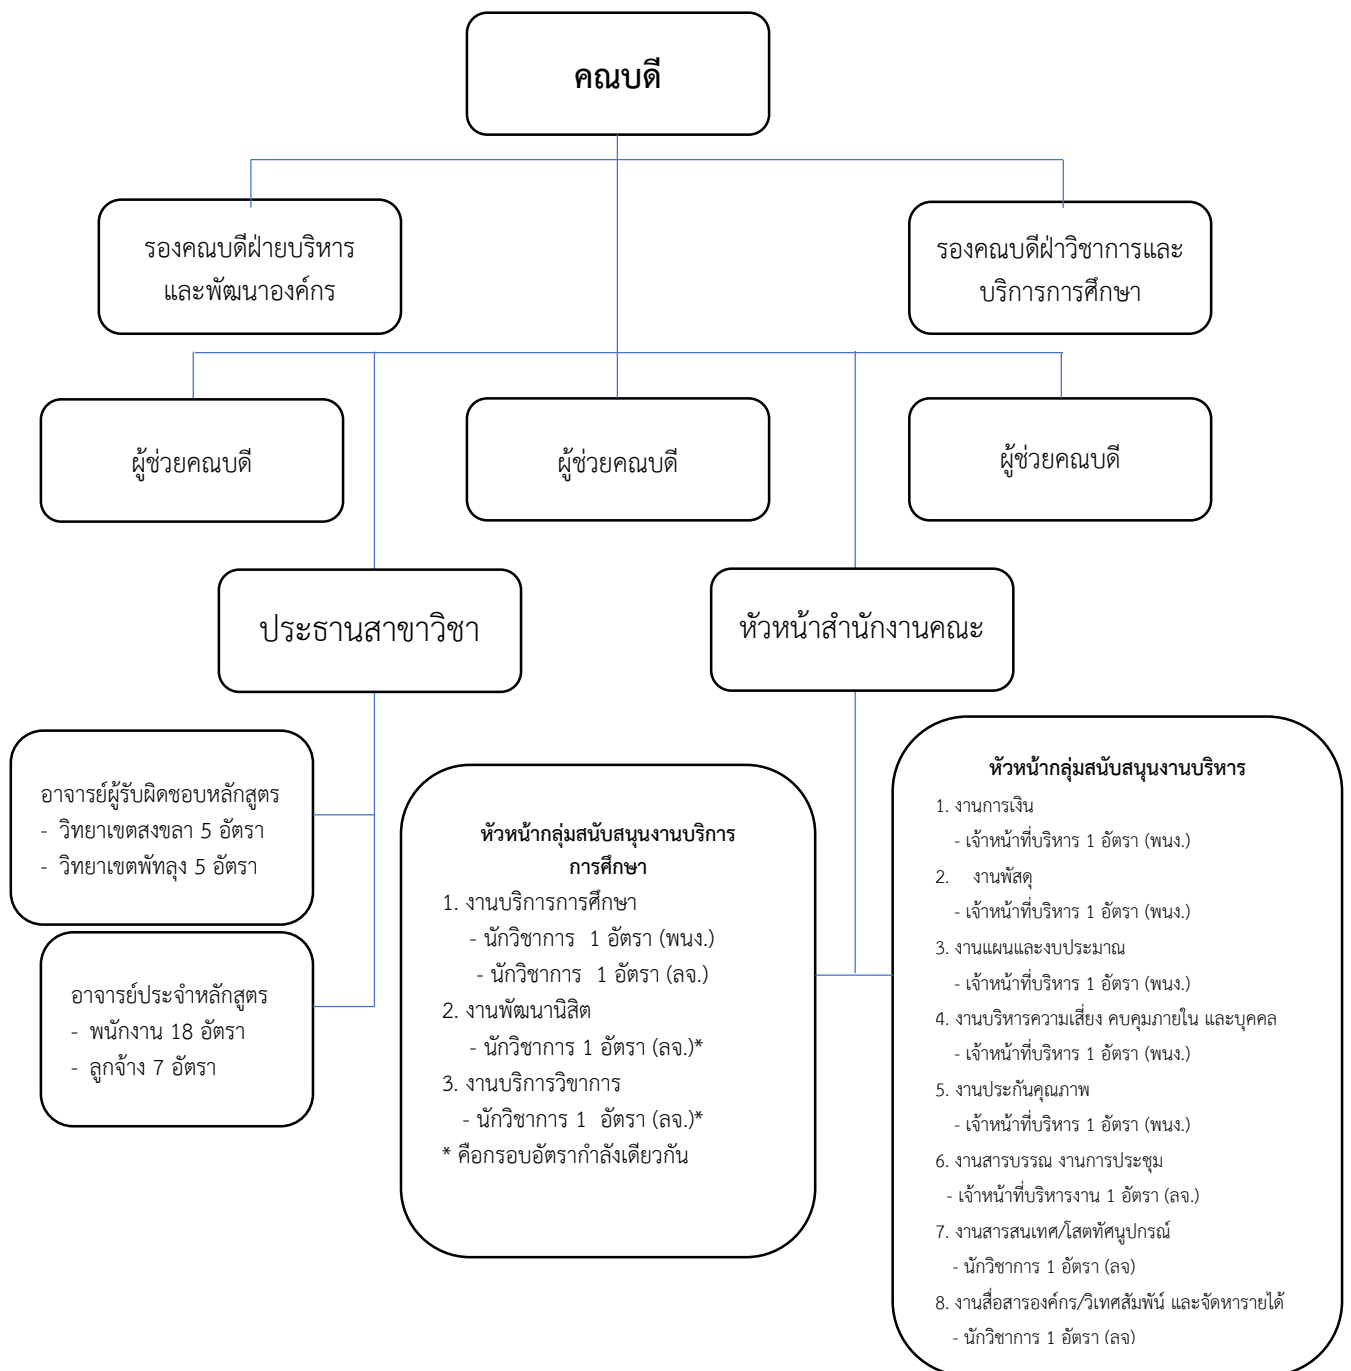 คณบดี
รองคณบดีฝ่ายบริหาร
และพัฒนาองค์กร
รองคณบดีฝ่าวิชาการและ
บริการการศึกษา
ผู้ช่วยคณบดี
ผู้ช่วยคณบดี
ผู้ช่วยคณบดี
ประธานสาขาวิชา
หัวหน้าสำนักงานคณะ
อาจารย์ผู้รับผิดชอบหลักสูตร
- วิทยาเขตสงขลา 5 อัตรา
- วิทยาเขตพัทลุง 5 อัตรา
อาจารย์ประจำหลักสูตร
- พนักงาน 18 อัตรา
- ลูกจ้าง 7 อัตรา
หัวหน้ากลุ่มสนับสนุนงานบริการ
การศึกษา
1. งานบริการการศึกษา
- นักวิชาการ 1 อัตรา (พนง.)
- นักวิชาการ 1 อัตรา (ลจ.)
2. งานพัฒนานิสิต
- นักวิชาการ 1 อัตรา (ลจ.)*
3. งานบริการวิขาการ
- นักวิชาการ 1 อัตรา (ลจ.)*
* คือกรอบอัตรากำลังเดียวกัน
หัวหน้ากลุ่มสนับสนุนงานบริหาร
1. งานการเงิน
- เจ้าหน้าที่บริหาร 1 อัตรา (พนง.)
2. งานพัสดุ
- เจ้าหน้าที่บริหาร 1 อัตรา (พนง.)
3. งานแผนและงบประมาณ
- เจ้าหน้าที่บริหาร 1 อัตรา (พนง.)
4. งานบริหารความเสี่ยง คบคุมภายใน และบุคคล
- เจ้าหน้าที่บริหาร 1 อัตรา (พนง.)
5. งานประกันคุณภาพ
- เจ้าหน้าที่บริหาร 1 อัตรา (พนง.)
6. งานสารบรรณ งานการประชุม
- เจ้าหน้าที่บริหารงาน 1 อัตรา (ลจ.)
7. งานสารสนเทศ/โสตทัศนูปกรณ์
- นักวิชาการ 1 อัตรา (ลจ)
8. งานสื่อสารองค์กร/วิเทศสัมพัน์ และจัดหารายได้
- นักวิชาการ 1 อัตรา (ลจ)